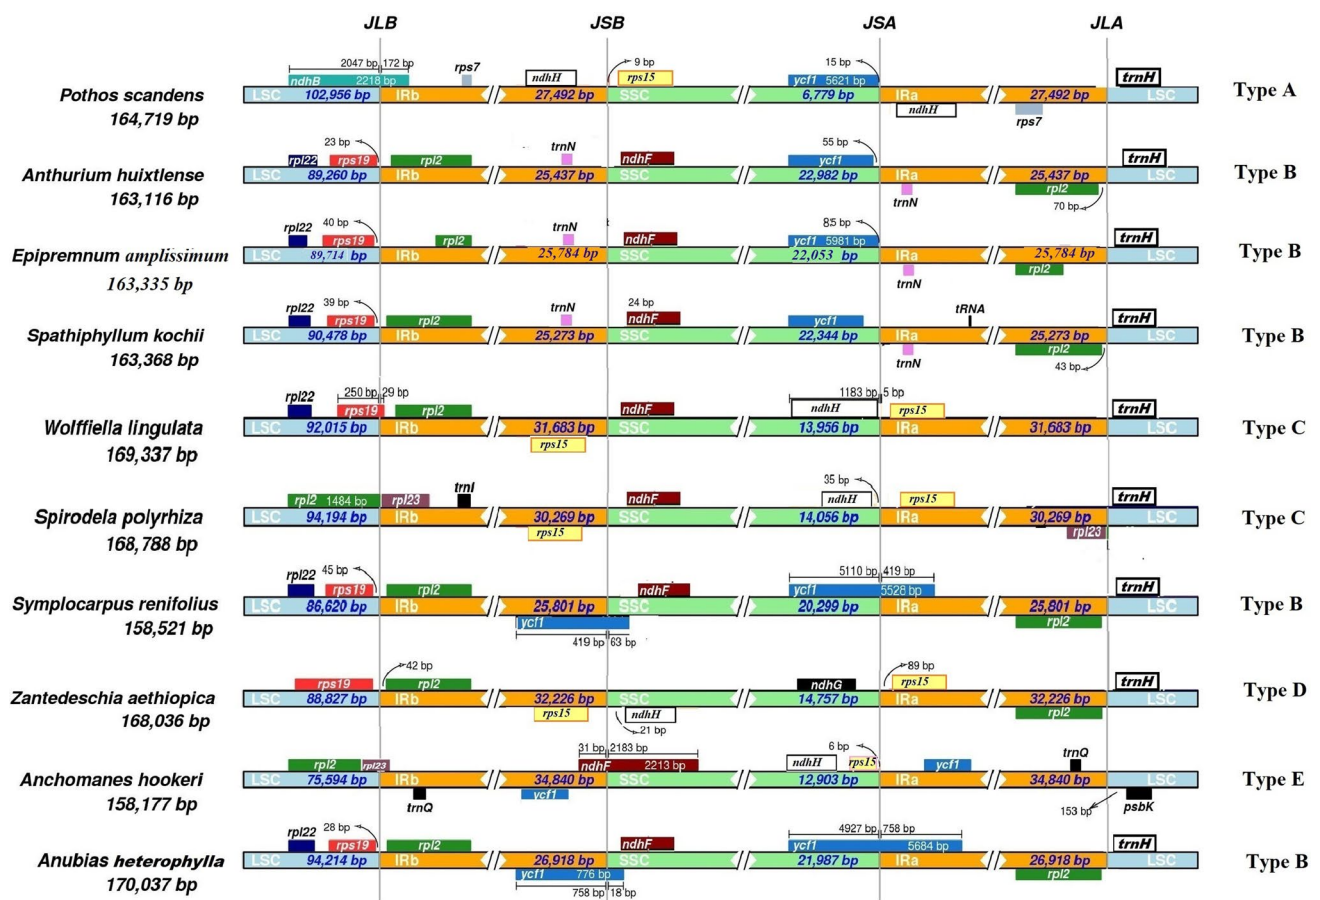 JLB JSB JSA JLA
2047 bp 172 bp rps7 9 bp 15 bp
ndhB 2218 bp ndhH rps15 ycf1 5621 bp trnH
Pothos scandens LSC 102,956 bp IRb 27,492 bp SSC 6,779 bp IRa 27,492 bp LSC Type A
164,719 bp ndhH rps7
23 bp trnN 55 bp
rpl22 rps19 rpl2 ndhF ycf1 trnH
Anthurium huixtlense LSC 89,260 bp IRb 25,437 bp SSC 22,982 bp IRa 25,437 bp LSC Type B
163,116 bp trnN rpl2 70 bp
rpl22 40 bp trnN 85 bp
rps19 rpl2 ndhF ycf1 5981 bp trnH
Epipremnum amplissimum LSC 89,714 bp IRb 25,784 bp SSC 22,053 bp IRa 25,784 bp LSC Type B
163,335 bp trnN rpl2
rpl22 39 bp trnN 24 bp tRNA
rps19 rpl2 ndhF ycf1 trnH
Spathiphyllum kochii LSC 90,478 bp IRb 25,273 bp SSC 22,344 bp IRa 25,273 bp LSC Type B
163,368 bp trnN rpl2 43 bp
rpl22 250 bp 29 bp 1183 bp 5 bp
rps19 rpl2 ndhF ndhH rps15 trnH
Wolffiella lingulata LSC 92,015 bp IRb 31,683 bp SSC 13,956 bp IRa 31,683 bp LSC Type C
169,337 bp rps15
trnI 35 bp
rpl2 1484 bp rpl23 ndhF ndhH rps15 trnH
Spirodela polyrhiza LSC 94,194 bp IRb 30,269 bp SSC 14,056 bp IRa 30,269 bp LSC Type C
168,788 bp rps15 rpl23
rpl22 45 bp 5110 bp 419 bp
rps19 rpl2 ndhF ycf1 5528 bp trnH
Symplocarpus renifolius LSC 86,620 bp IRb 25,801 bp SSC 20,299 bp IRa 25,801 bp LSC Type B
158,521 bp ycf1 rpl2
419 bp 63 bp
42 bp 89 bp
rps19 rpl2 ndhG rps15 trnH
Zantedeschia aethiopica LSC 88,827 bp IRb 32,226 bp SSC 14,757 bp IRa 32,226 bp LSC Type D
168,036 bp rps15 ndhH rpl2
21 bp
31 bp 2183 bp 6 bp trnQ
rpl2 rpl23 ndhF 2213 bp ndhH rps15 ycf1
Anchomanes hookeri LSC 75,594 bp IRb 34,840 bp SSC 12,903 bp IRa 34,840 bp LSC Type E
158,177 bp trnQ ycf1 153 bp psbK
rpl22 28 bp 4927 bp 758 bp
rps19 rpl2 ndhF ycf1 5684 bp trnH
Anubias heterophylla LSC 94,214 bp IRb 26,918 bp SSC 21,987 bp IRa 26,918 bp LSC Type B
170,037 bp ycf1 776 bp rpl2
758 bp 18 bp